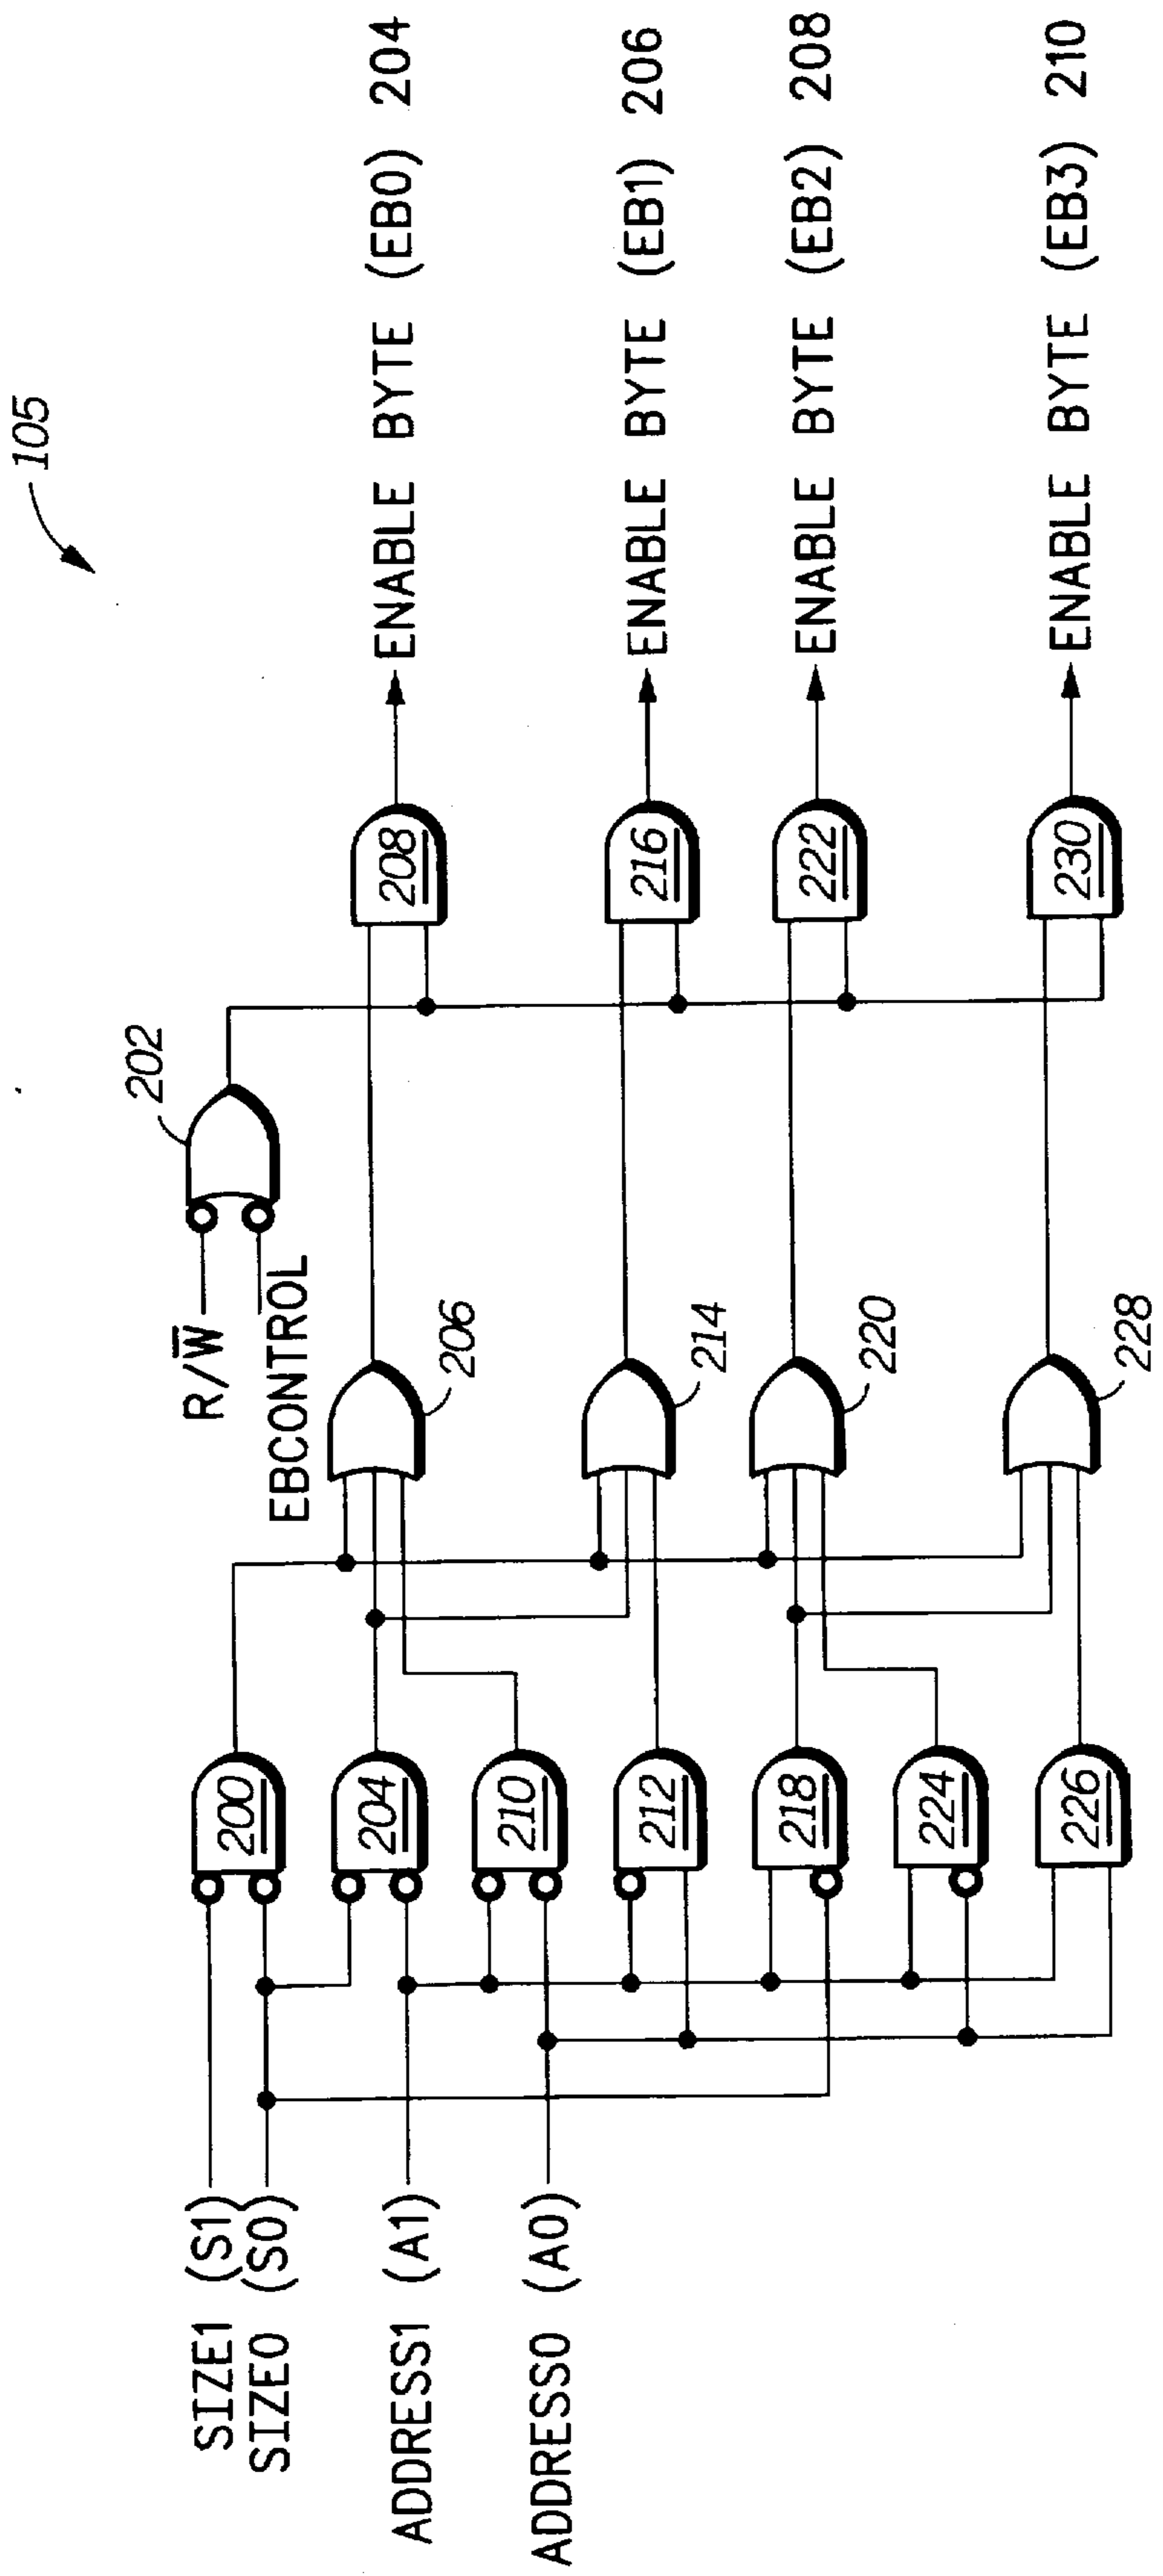 105
SIZE1 (S1)
SIZE0 (S0)
ADDRESS1 (A1)
ADDRESS0 (A0)
200
204
210
212
218
224
226
R/W̅
EBCONTROL
202
206
214
220
228
208
216
222
230
ENABLE BYTE (EB0) 204
ENABLE BYTE (EB1) 206
ENABLE BYTE (EB2) 208
ENABLE BYTE (EB3) 210